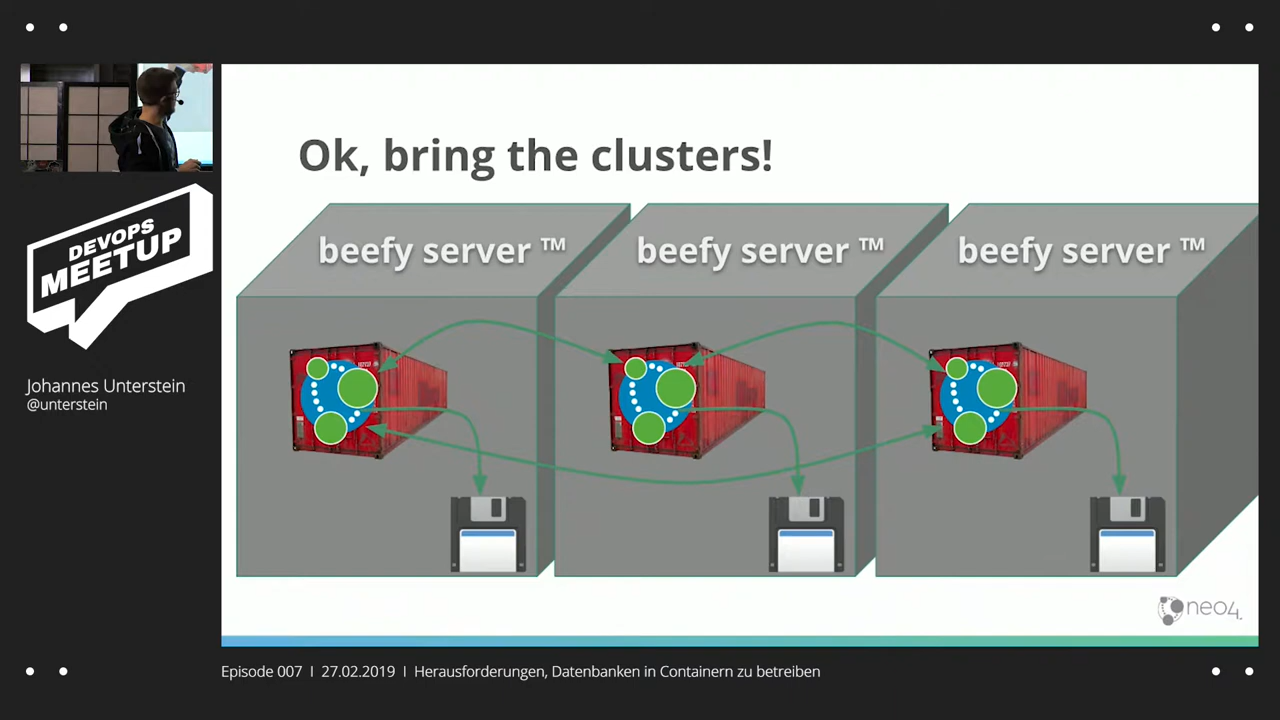 DEVOPS
MEETUP
Johannes Unterstein
@unterstein
Ok, bring the clusters!
beefy server ™
beefy server ™
beefy server ™
neo4j
Episode 007 I 27.02.2019 I Herausforderungen, Datenbanken in Containern zu betreiben